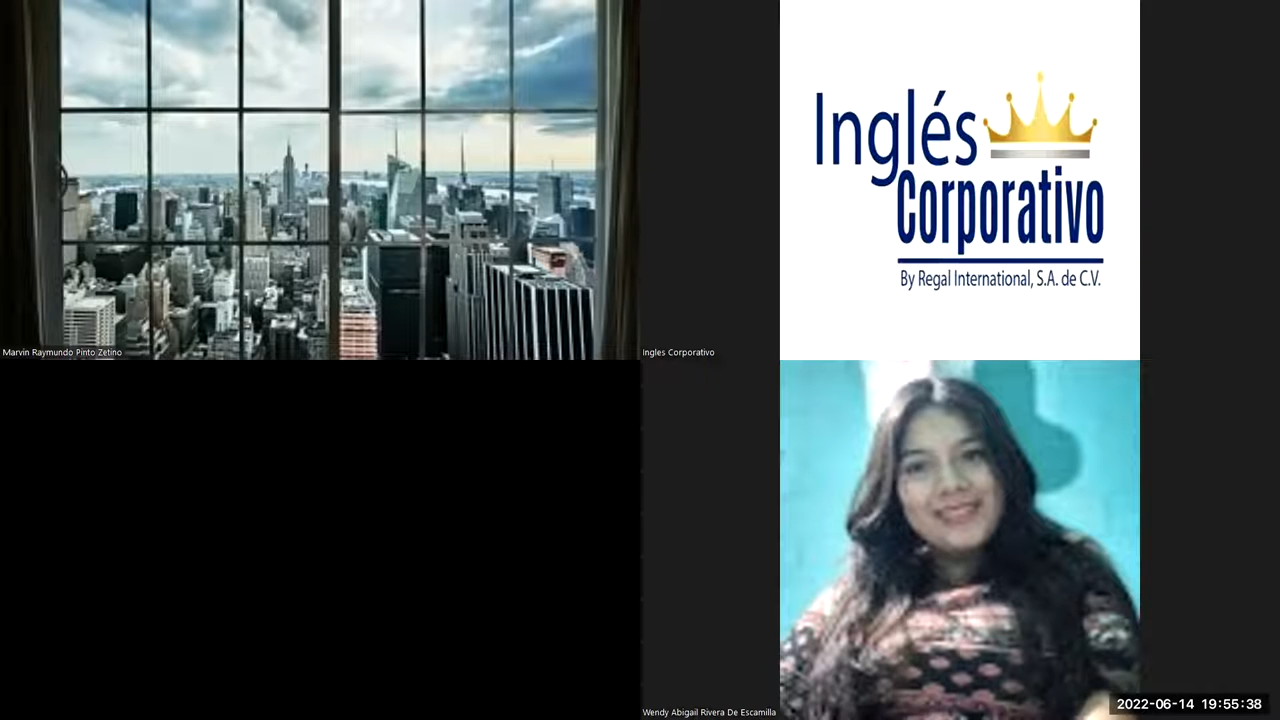 Inglés
Corporativo
By Regal International, S.A. de C.V.
Marvin Raymundo Pinto Zetino
Ingles Corporativo
Wendy Abigail Rivera De Escamilla
2022-06-14 19:55:38